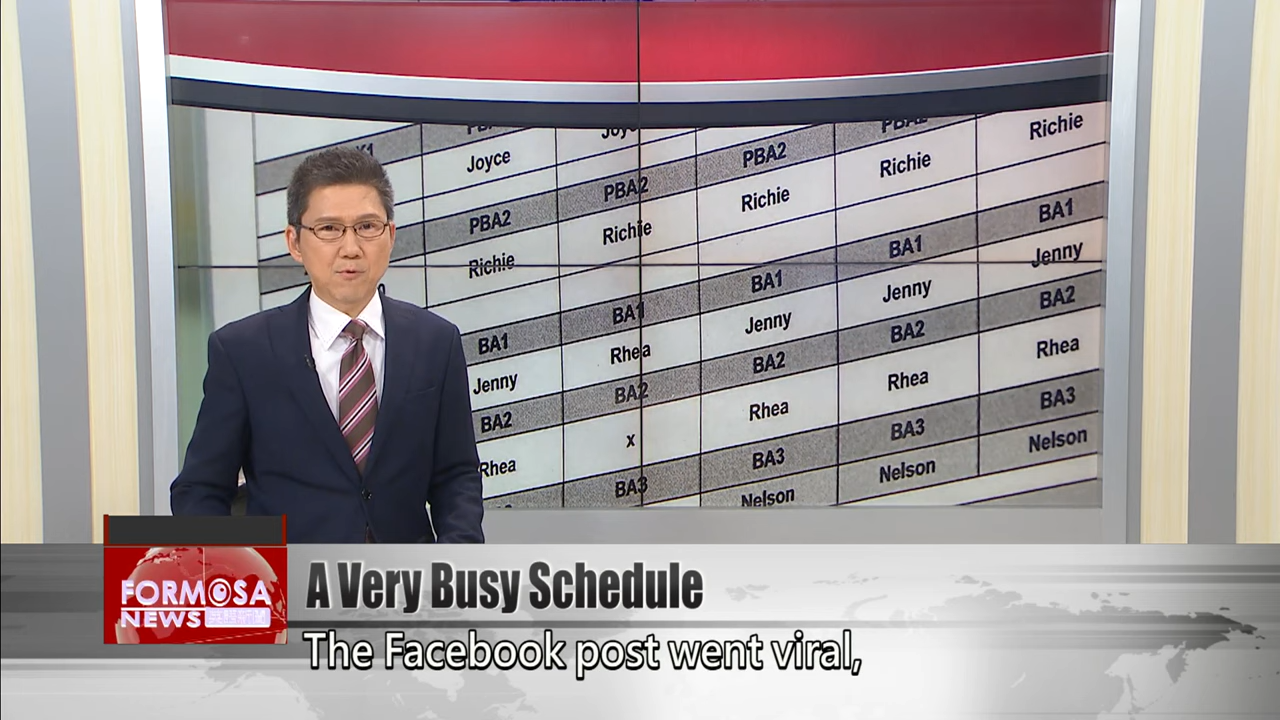 Joyce
Richie
PBA2
Richie
PBA2
Richie
PBA2
Richie
PBA2
Richie
BA1
BA1
BA1
BA1
BA1
Jenny
Rhea
Jenny
Jenny
Jenny
BA2
BA2
BA2
BA2
BA2
Rhea
x
Rhea
Rhea
Rhea
BA3
BA3
BA3
BA3
Nelson
Nelson
Nelson
FORMOSA
NEWS
A Very Busy Schedule
The Facebook post went viral,